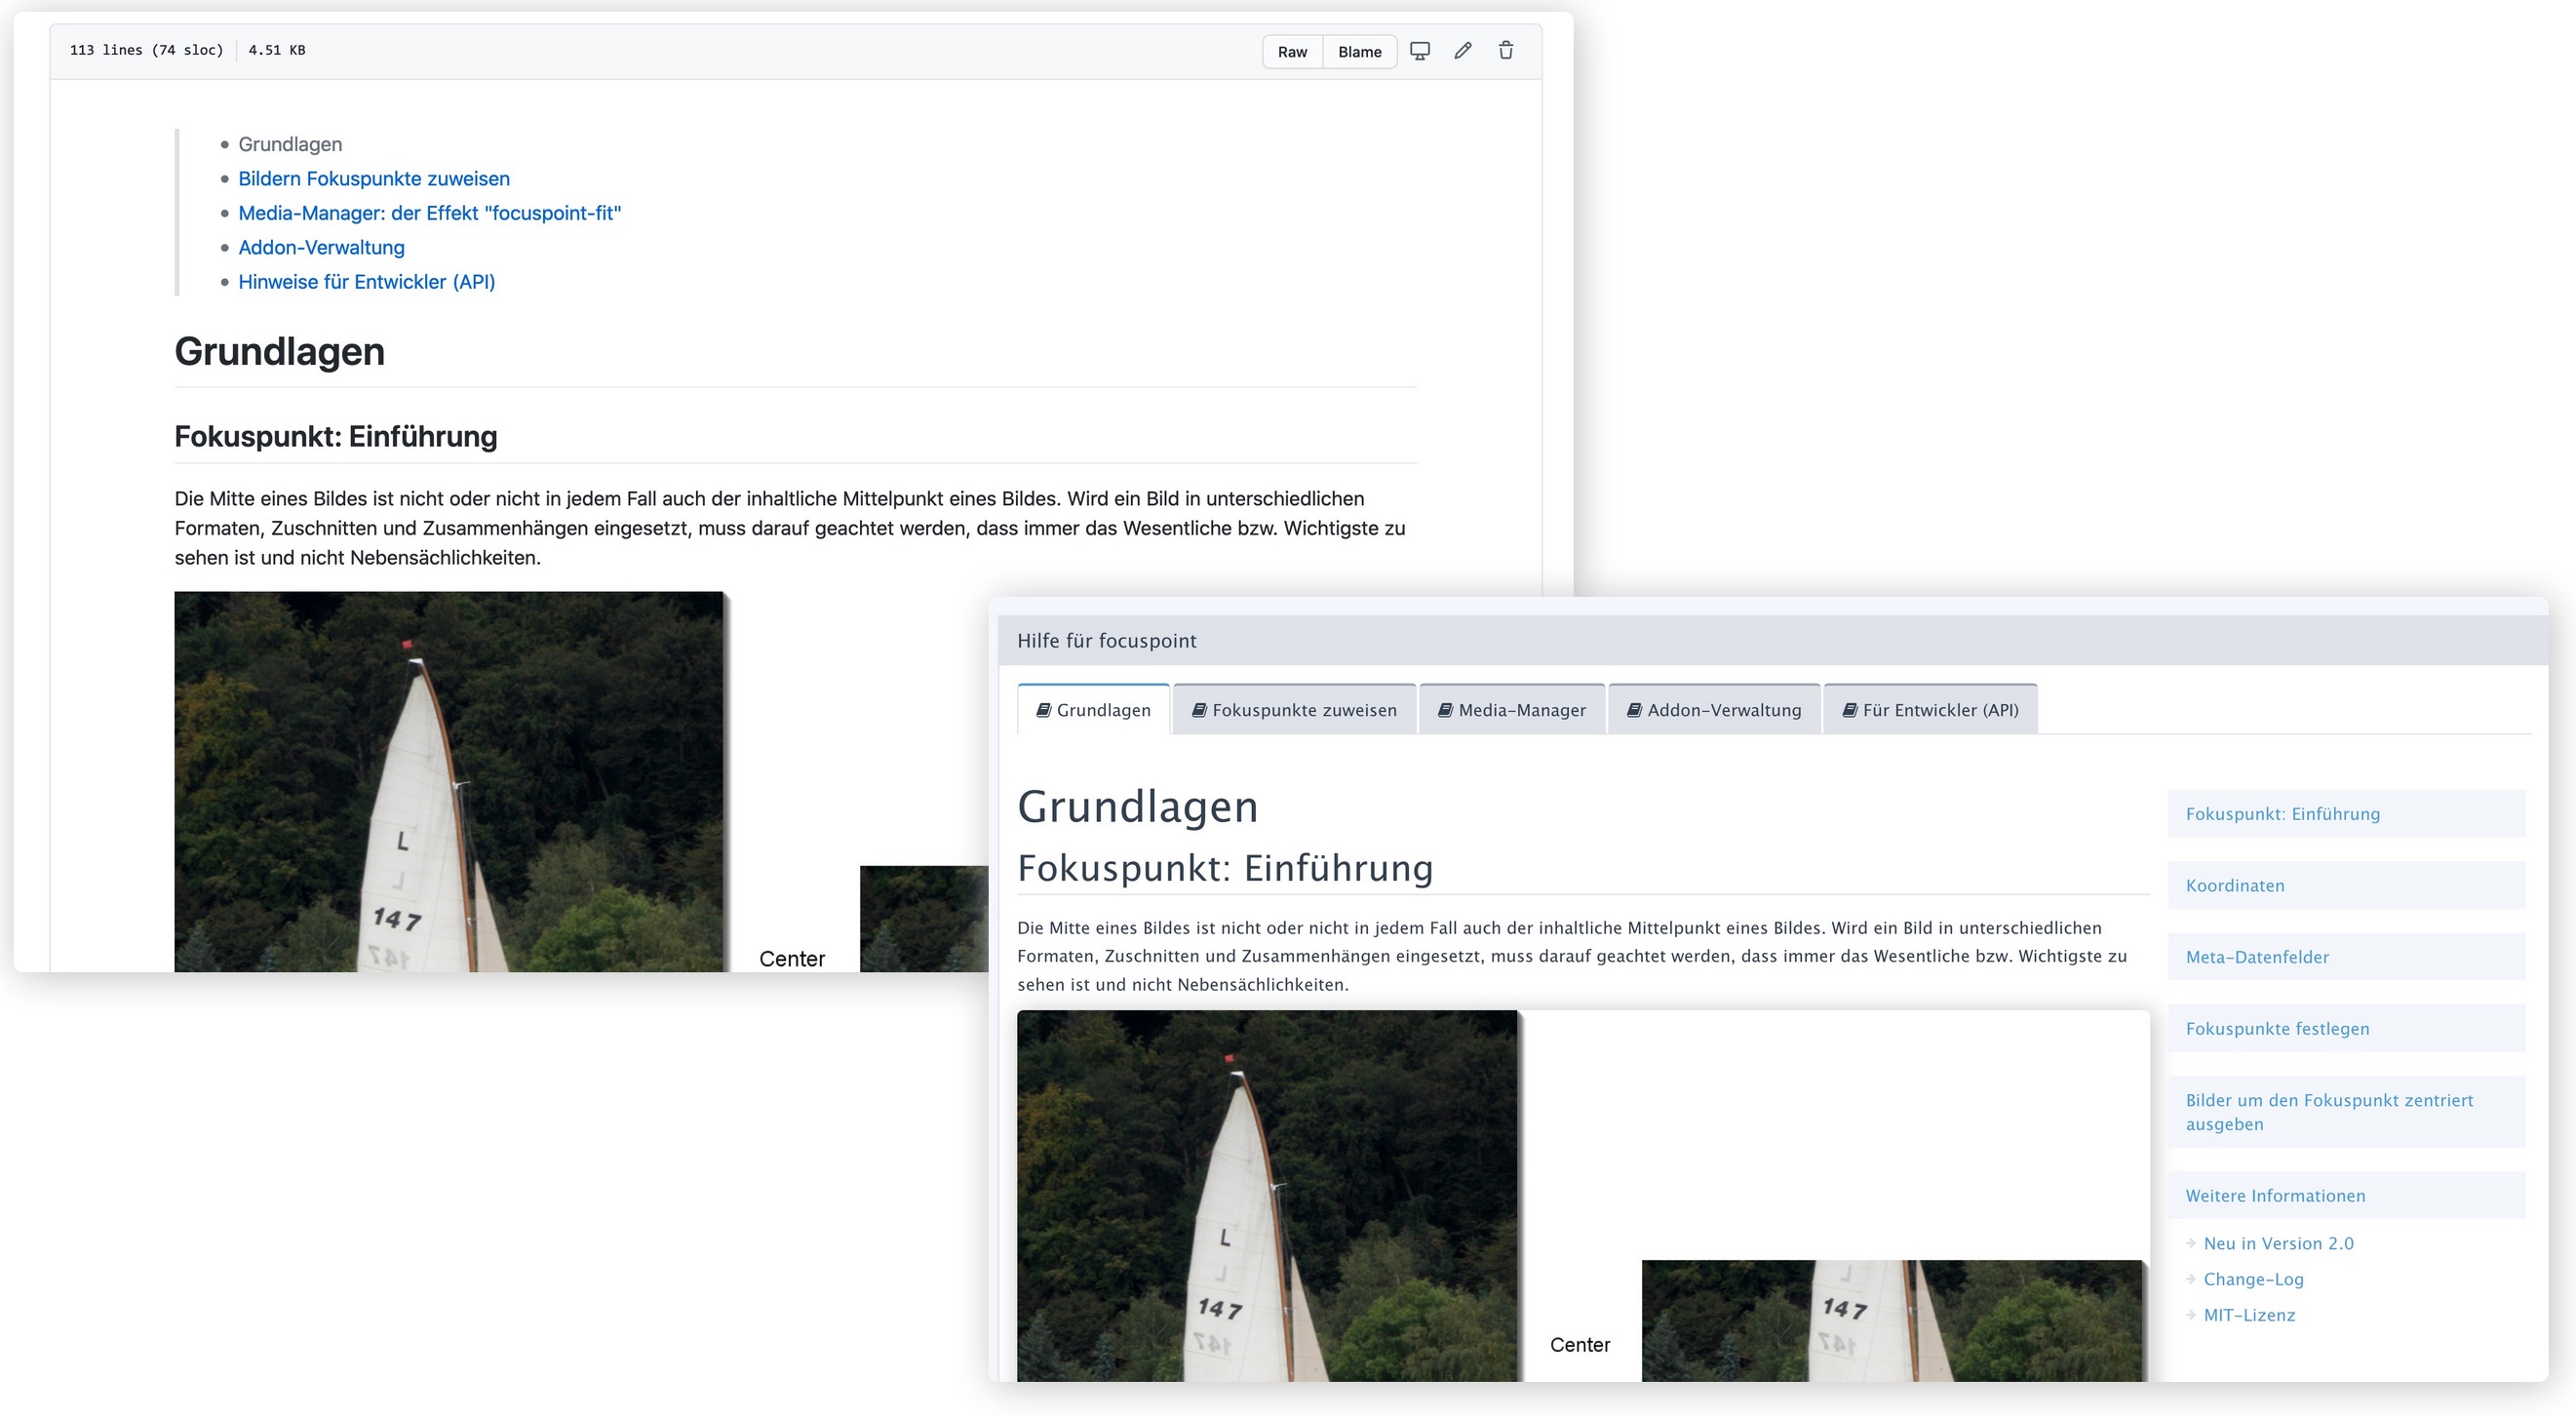 113 lines (74 sloc) 4.51 KB
Raw Blame
Grundlagen
Bildern Fokuspunkte zuweisen
Media-Manager: der Effekt "focuspoint-fit"
Addon-Verwaltung
Hinweise für Entwickler (API)
Grundlagen
Fokuspunkt: Einführung
Die Mitte eines Bildes ist nicht oder nicht in jedem Fall auch der inhaltliche Mittelpunkt eines Bildes. Wird ein Bild in unterschiedlichen
Formaten, Zuschnitten und Zusammenhängen eingesetzt, muss darauf geachtet werden, dass immer das Wesentliche bzw. Wichtigste zu
sehen ist und nicht Nebensächlichkeiten.
L
L
147
147
Center
Hilfe für focuspoint
Grundlagen Fokuspunkte zuweisen Media-Manager Addon-Verwaltung Für Entwickler (API)
Grundlagen
Fokuspunkt: Einführung
Die Mitte eines Bildes ist nicht oder nicht in jedem Fall auch der inhaltliche Mittelpunkt eines Bildes. Wird ein Bild in unterschiedlichen
Formaten, Zuschnitten und Zusammenhängen eingesetzt, muss darauf geachtet werden, dass immer das Wesentliche bzw. Wichtigste zu
sehen ist und nicht Nebensächlichkeiten.
L
L
147
147
Center
L
147
147
Fokuspunkt: Einführung
Koordinaten
Meta-Datenfelder
Fokuspunkte festlegen
Bilder um den Fokuspunkt zentriert
ausgeben
Weitere Informationen
Neu in Version 2.0
Change-Log
MIT-Lizenz